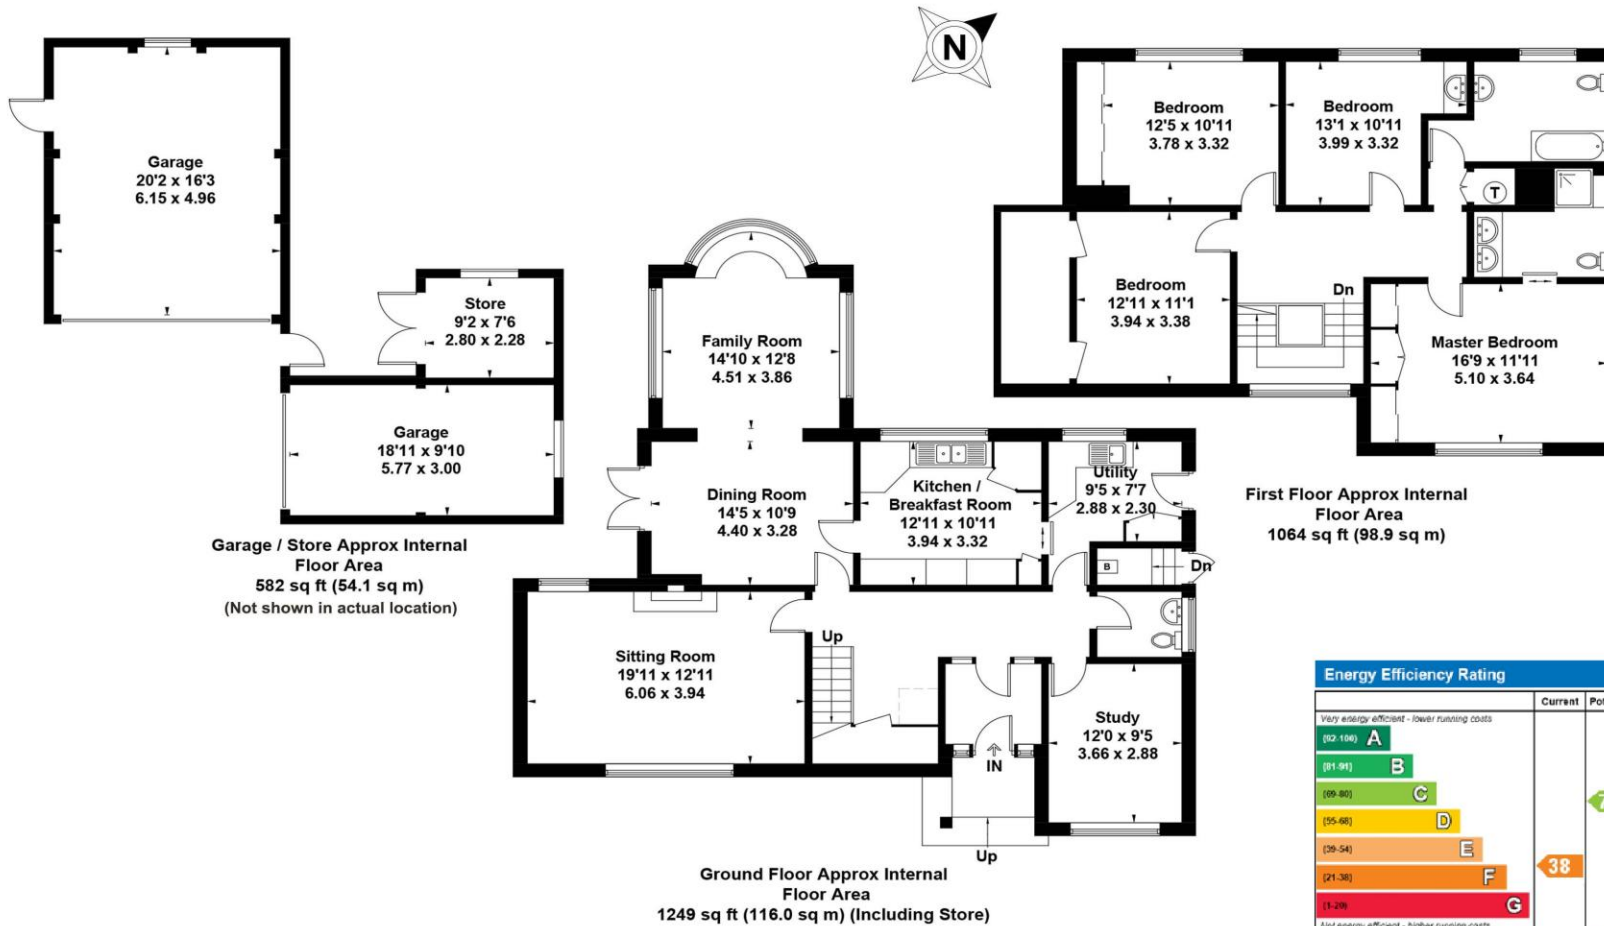 N
Garage
20'2 x 16'3
6.15 x 4.96
Store
9'2 x 7'6
2.80 x 2.28
Garage
18'11 x 9'10
5.77 x 3.00
Garage / Store Approx Internal
Floor Area
582 sq ft (54.1 sq m)
(Not shown in actual location)
Family Room
14'10 x 12'8
4.51 x 3.86
Dining Room
14'5 x 10'9
4.40 x 3.28
Kitchen /
Breakfast Room
12'11 x 10'11
3.94 x 3.32
Utility
9'5 x 7'7
2.88 x 2.30
B
Dn
Sitting Room
19'11 x 12'11
6.06 x 3.94
Up
IN
Study
12'0 x 9'5
3.66 x 2.88
Up
Ground Floor Approx Internal
Floor Area
1249 sq ft (116.0 sq m) (Including Store)
Bedroom
12'5 x 10'11
3.78 x 3.32
Bedroom
13'1 x 10'11
3.99 x 3.32
T
Bedroom
12'11 x 11'1
3.94 x 3.38
Dn
Master Bedroom
16'9 x 11'11
5.10 x 3.64
First Floor Approx Internal
Floor Area
1064 sq ft (98.9 sq m)
Energy Efficiency Rating
Current Pot
Very energy efficient - lower running costs
(92-100) A
(81-91) B
(69-80) C
7
(55-68) D
(39-54) E
(21-38) F
38
(1-20) G
Not energy efficient - higher running costs